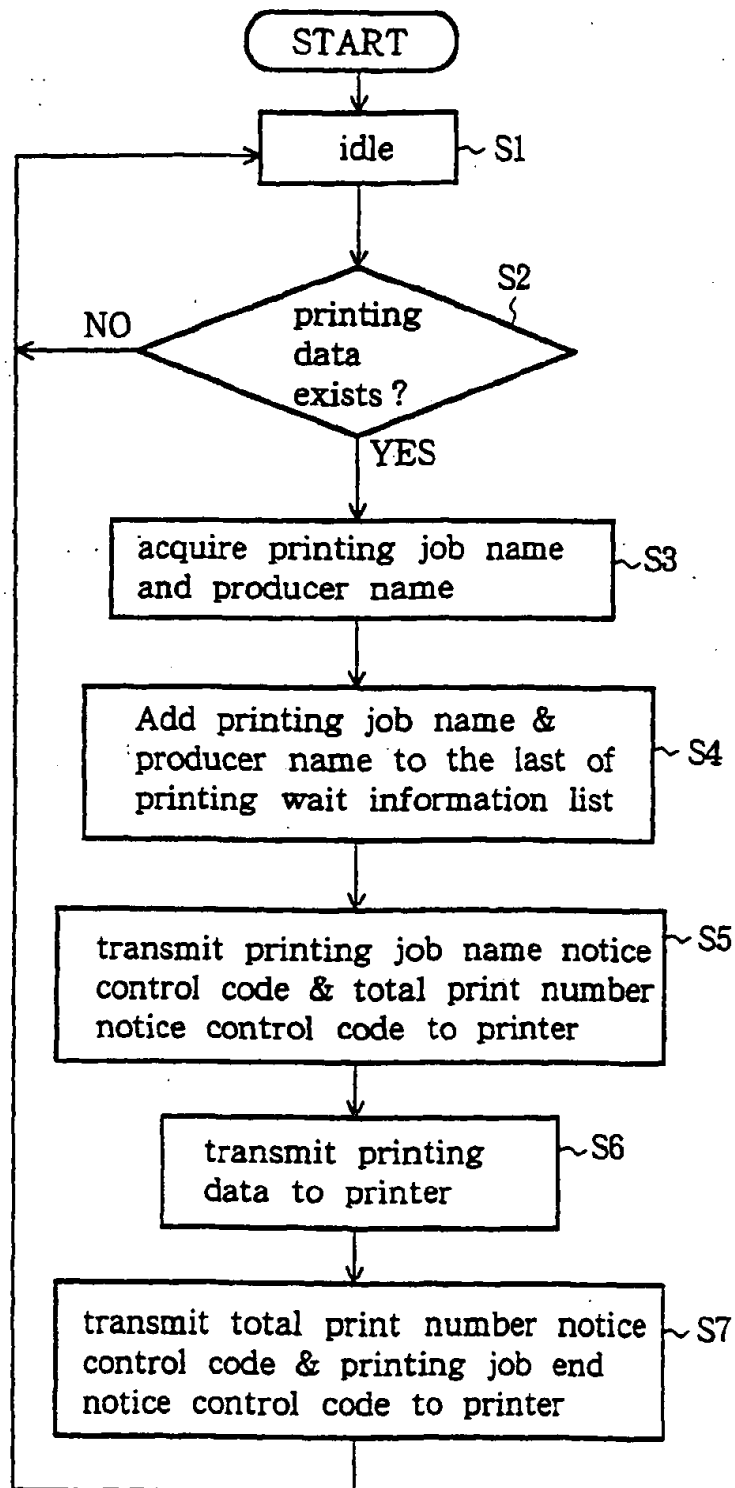 START
idle
S1
S2
printing
data
exists ?
NO
YES
acquire printing job name
and producer name
S3
Add printing job name &
producer name to the last of
printing wait information list
S4
transmit printing job name notice
control code & total print number
notice control code to printer
S5
transmit printing
data to printer
S6
transmit total print number notice
control code & printing job end
notice control code to printer
S7